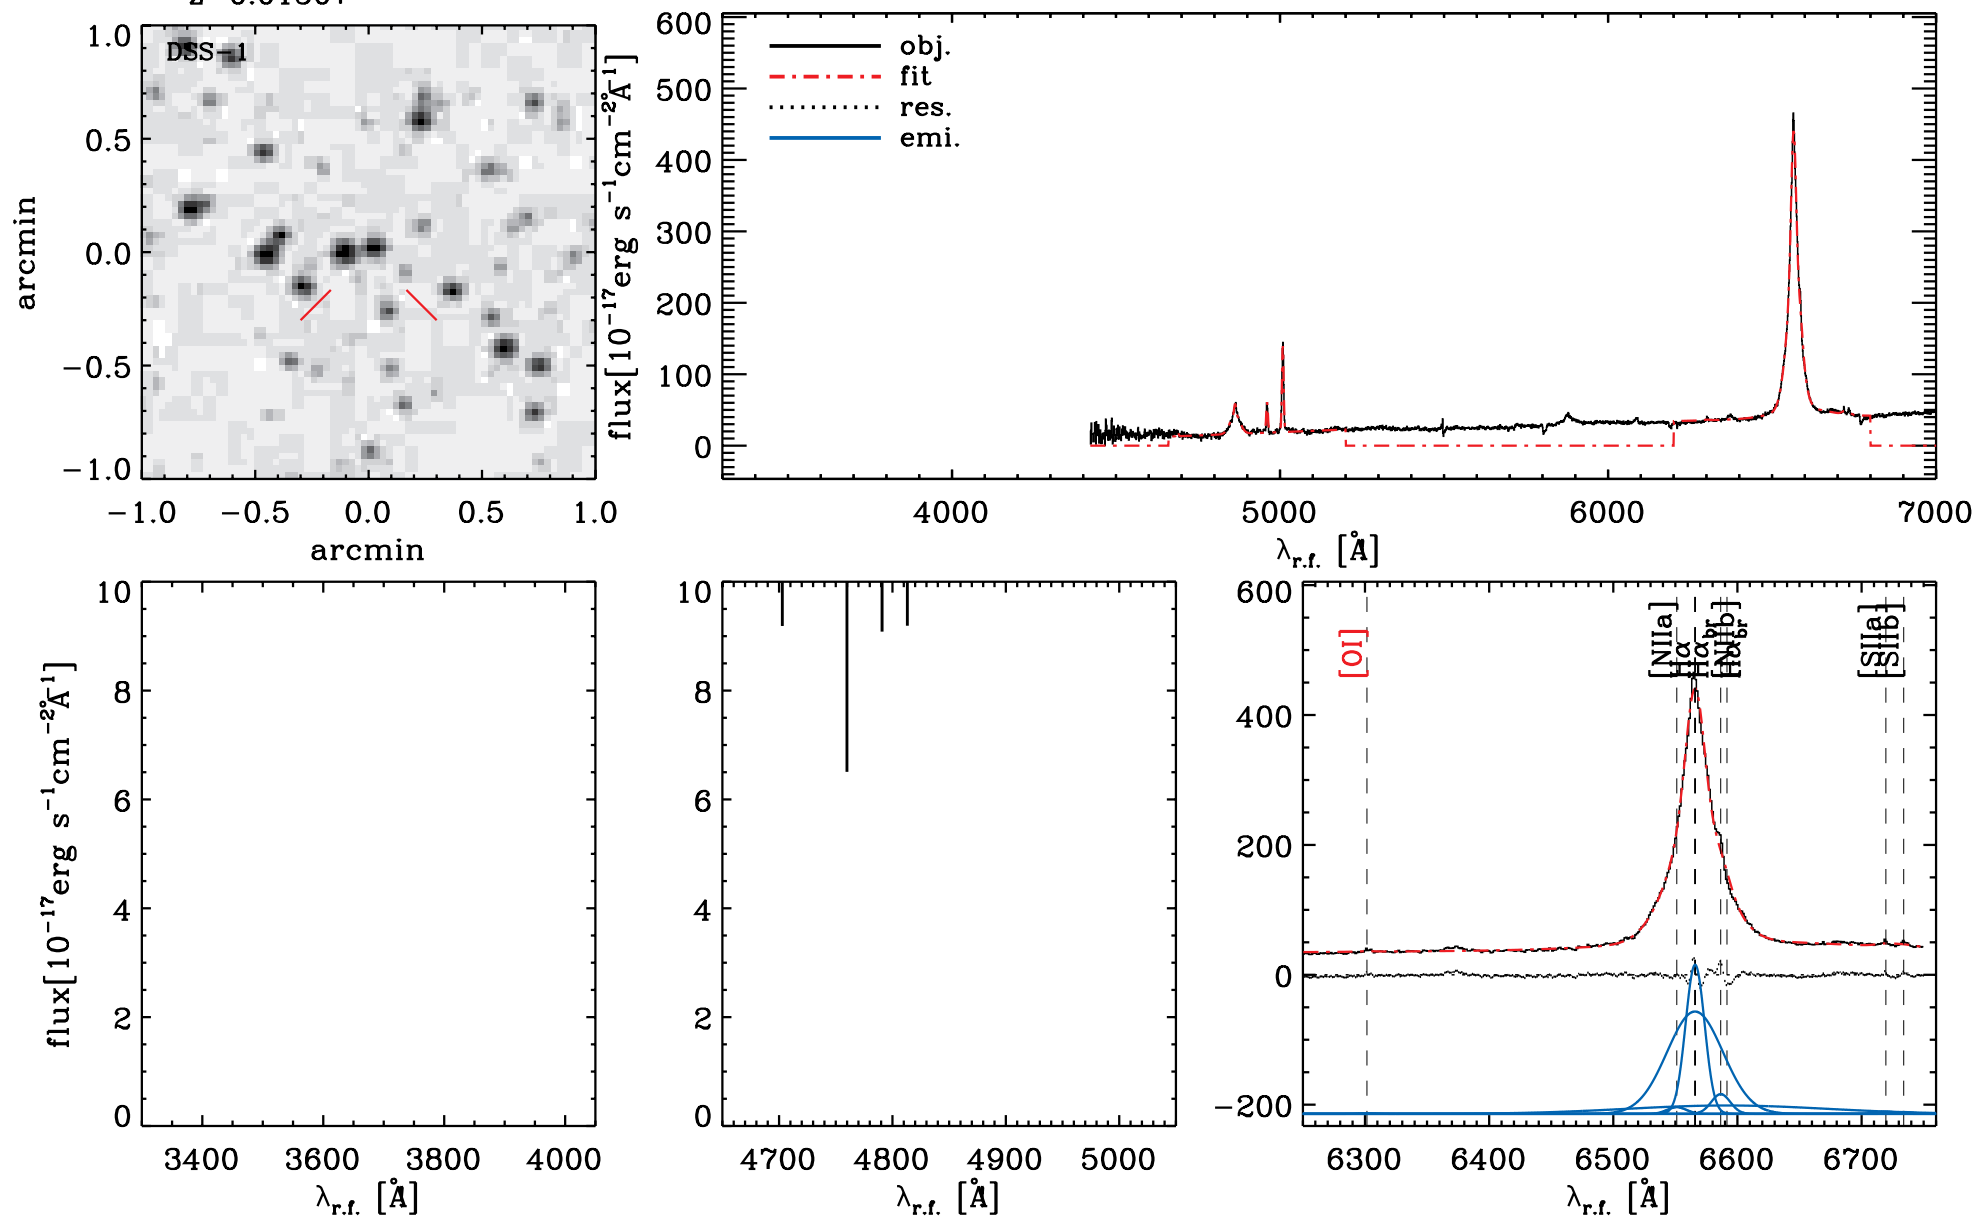 DSS-1
1.0
0.5
0.0
−0.5
−1.0
arcmin
−1.0 −0.5 0.0 0.5 1.0
arcmin
600
500
400
300
200
100
0
flux[10−17erg s−1cm−2Å−1]
obj.
fit
res.
emi.
4000 5000 6000 7000
λr.f. [Å]
10
8
6
4
2
0
flux[10−17erg s−1cm−2Å−1]
3400 3600 3800 4000
λr.f. [Å]
10
8
6
4
2
0
4700 4800 4900 5000
λr.f. [Å]
600
400
200
0
−200
[OI]
[NIIa]
Hα
Hαbr
[NIIb]
Hαbr
[SIIa]
[SIIb]
6300 6400 6500 6600 6700
λr.f. [Å]